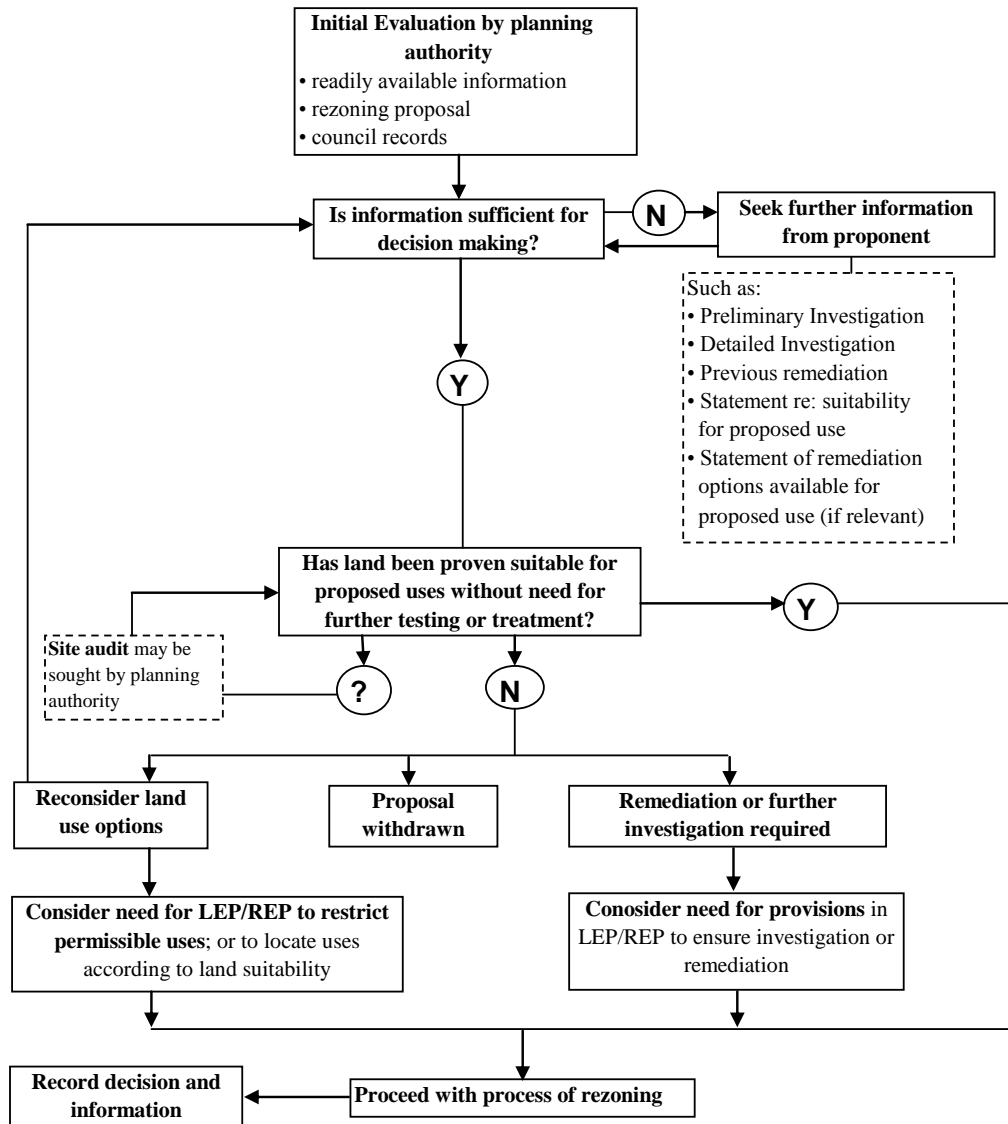 Initial Evaluation by planning
authority
• readily available information
• rezoning proposal
• council records
Is information sufficient for
decision making?
N
Seek further information
from proponent
Such as:
• Preliminary Investigation
• Detailed Investigation
• Previous remediation
• Statement re: suitability
for proposed use
• Statement of remediation
options available for
proposed use (if relevant)
Y
Has land been proven suitable for
proposed uses without need for
further testing or treatment?
Y
Site audit may be
sought by planning
authority
?
N
Reconsider land
use options
Proposal
withdrawn
Remediation or further
investigation required
Consider need for LEP/REP to restrict
permissible uses; or to locate uses
according to land suitability
Conosider need for provisions in
LEP/REP to ensure investigation or
remediation
Record decision and
information
Proceed with process of rezoning